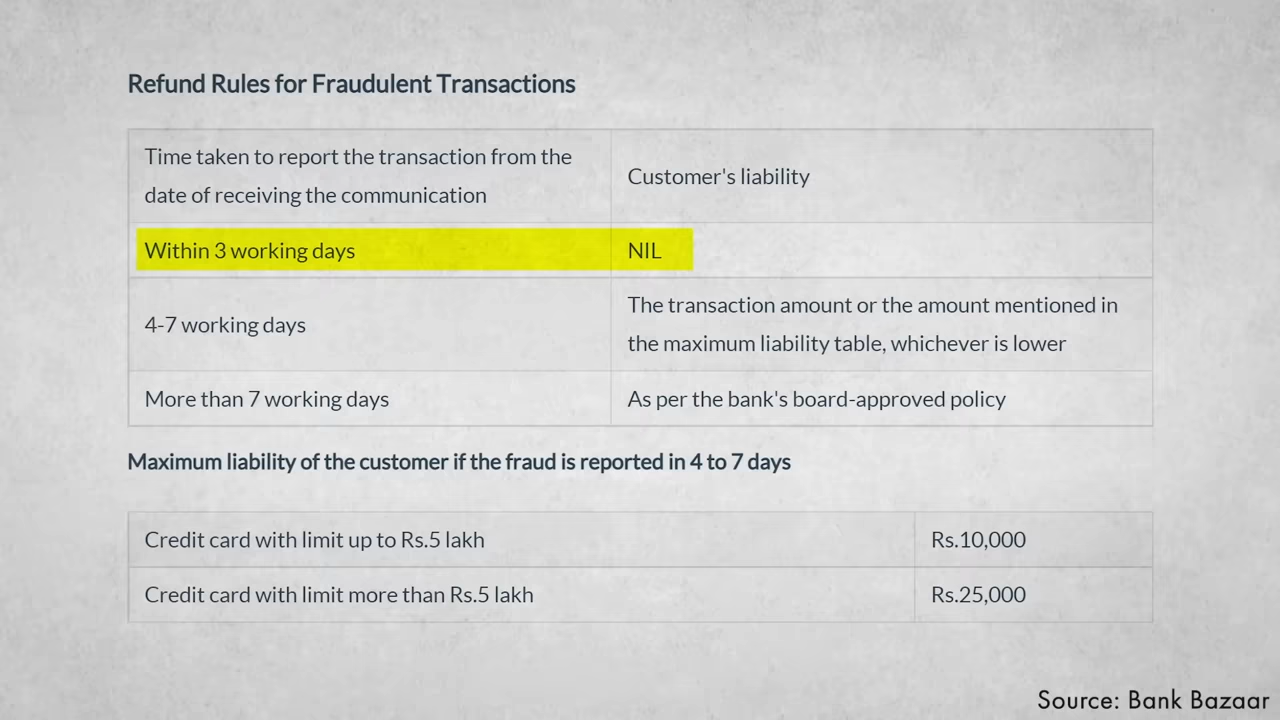 Refund Rules for Fraudulent Transactions
Time taken to report the transaction from the
date of receiving the communication
Customer's liability
Within 3 working days
NIL
4-7 working days
The transaction amount or the amount mentioned in
the maximum liability table, whichever is lower
More than 7 working days
As per the bank's board-approved policy
Maximum liability of the customer if the fraud is reported in 4 to 7 days
Credit card with limit up to Rs.5 lakh
Rs.10,000
Credit card with limit more than Rs.5 lakh
Rs.25,000
Source: Bank Bazaar